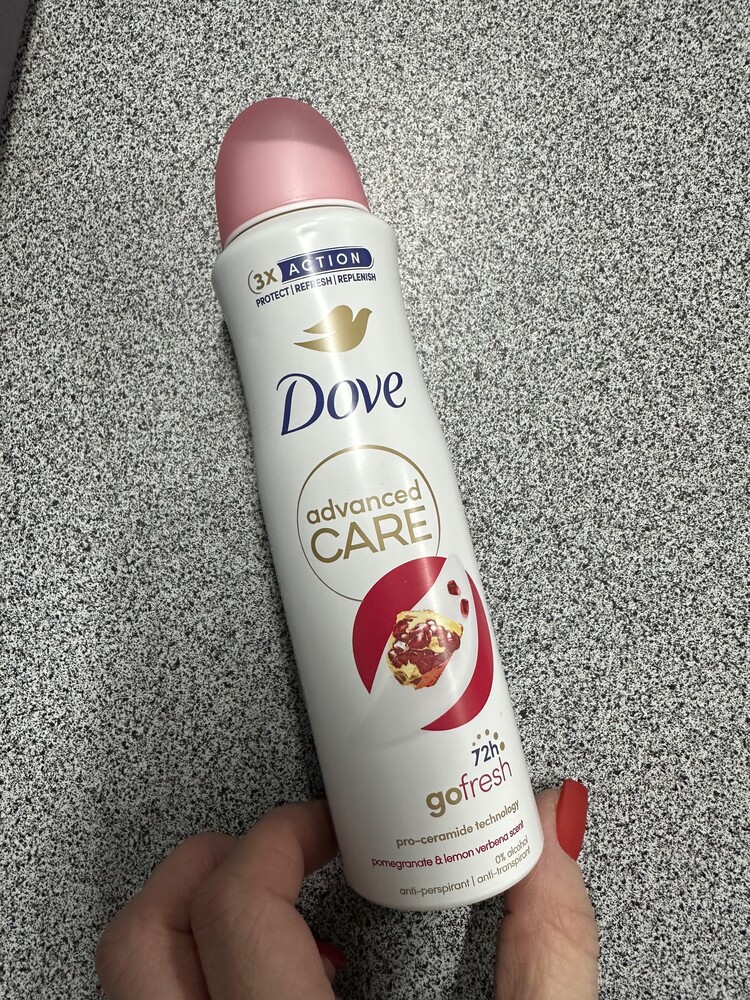 3X ACTION
PROTECT | REFRESH | REPLENISH
Dove
advanced
CARE
72h
gofresh
pro-ceramide technology
pomegranate & lemon verbena scent
0% alcohol
anti-perspirant | anti-transpirant